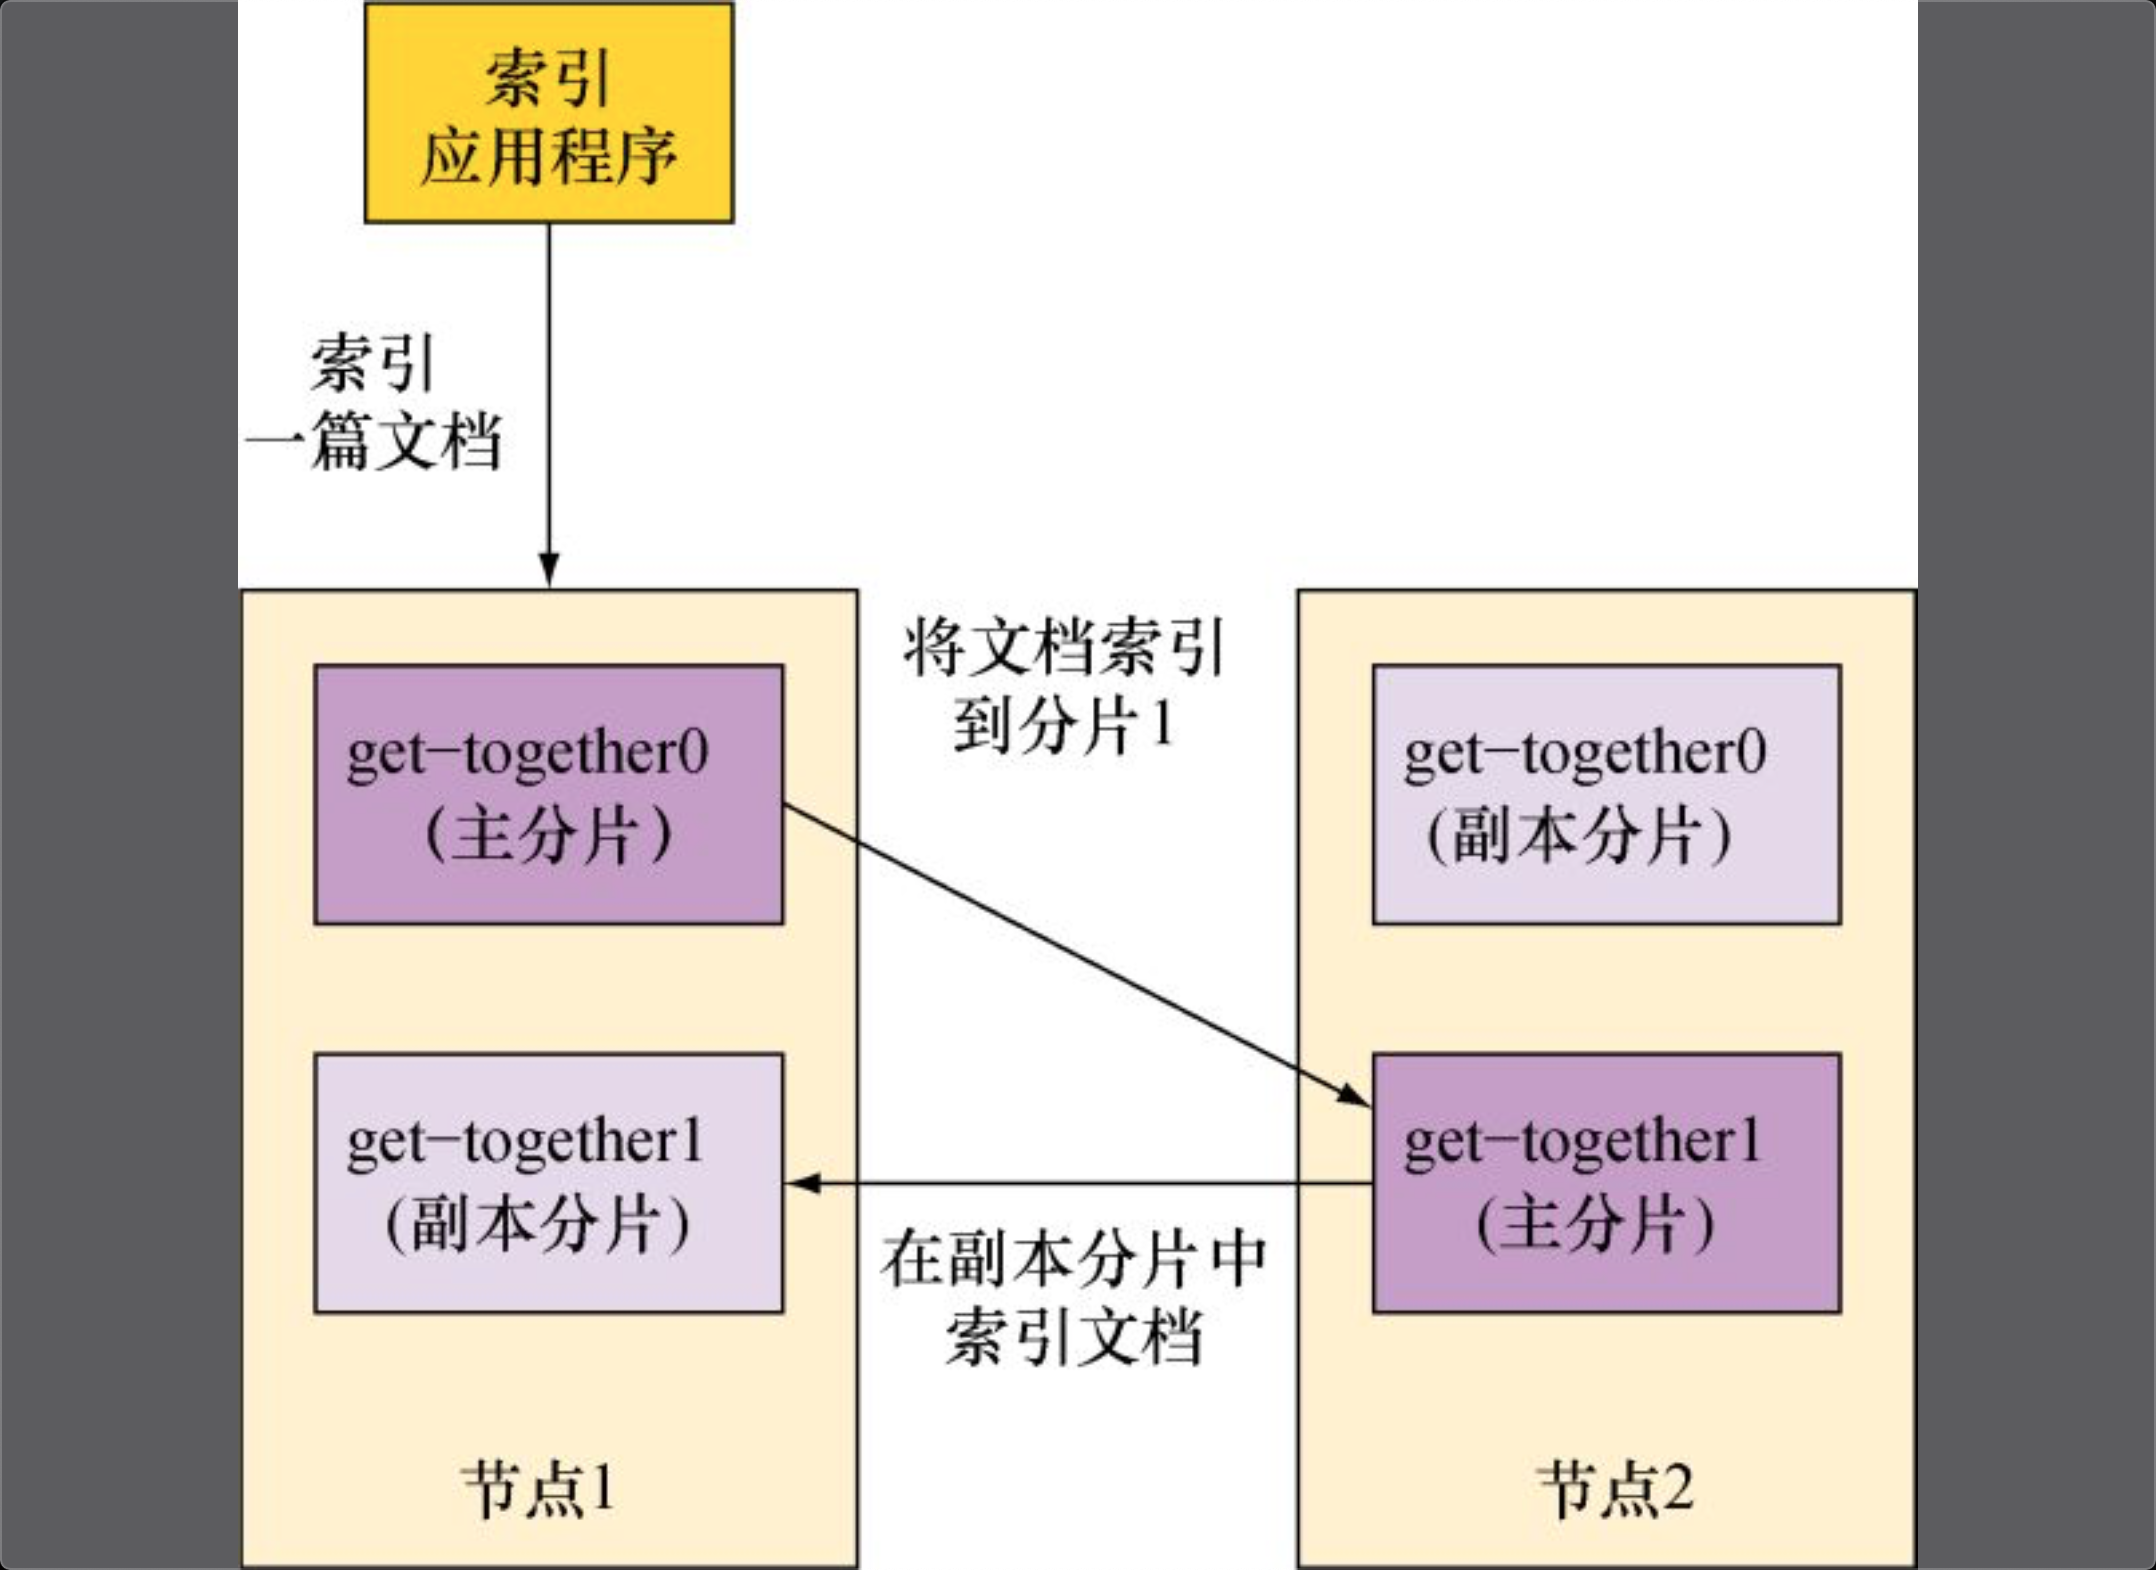 索引
应用程序
索引
一篇文档
将文档索引
到分片1
get-together0
(主分片)
get-together0
(副本分片)
get-together1
(副本分片)
get-together1
(主分片)
在副本分片中
索引文档
节点1
节点2